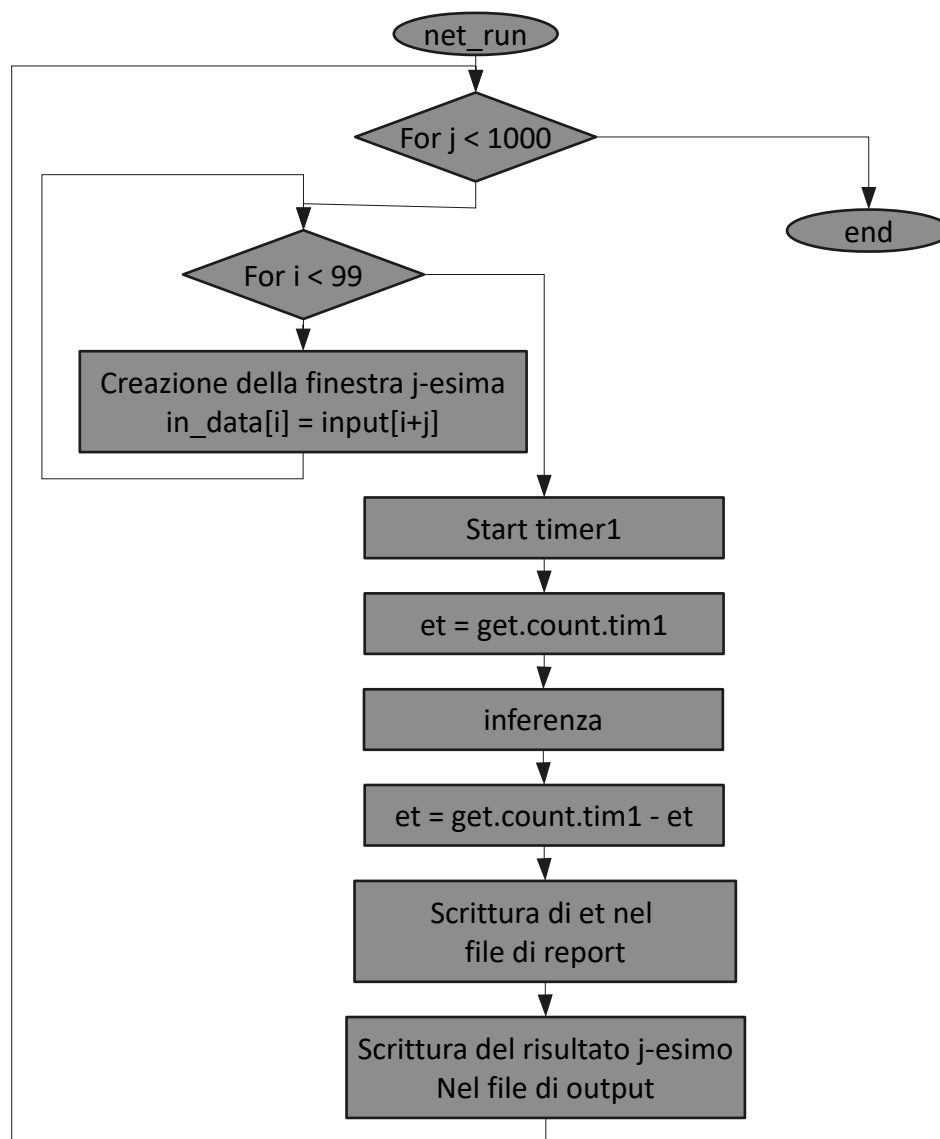 net_run
For j < 1000
end
For i < 99
Creazione della finestra j-esima
in_data[i] = input[i+j]
Start timer1
et = get.count.tim1
inferenza
et = get.count.tim1 - et
Scrittura di et nel
file di report
Scrittura del risultato j-esimo
Nel file di output